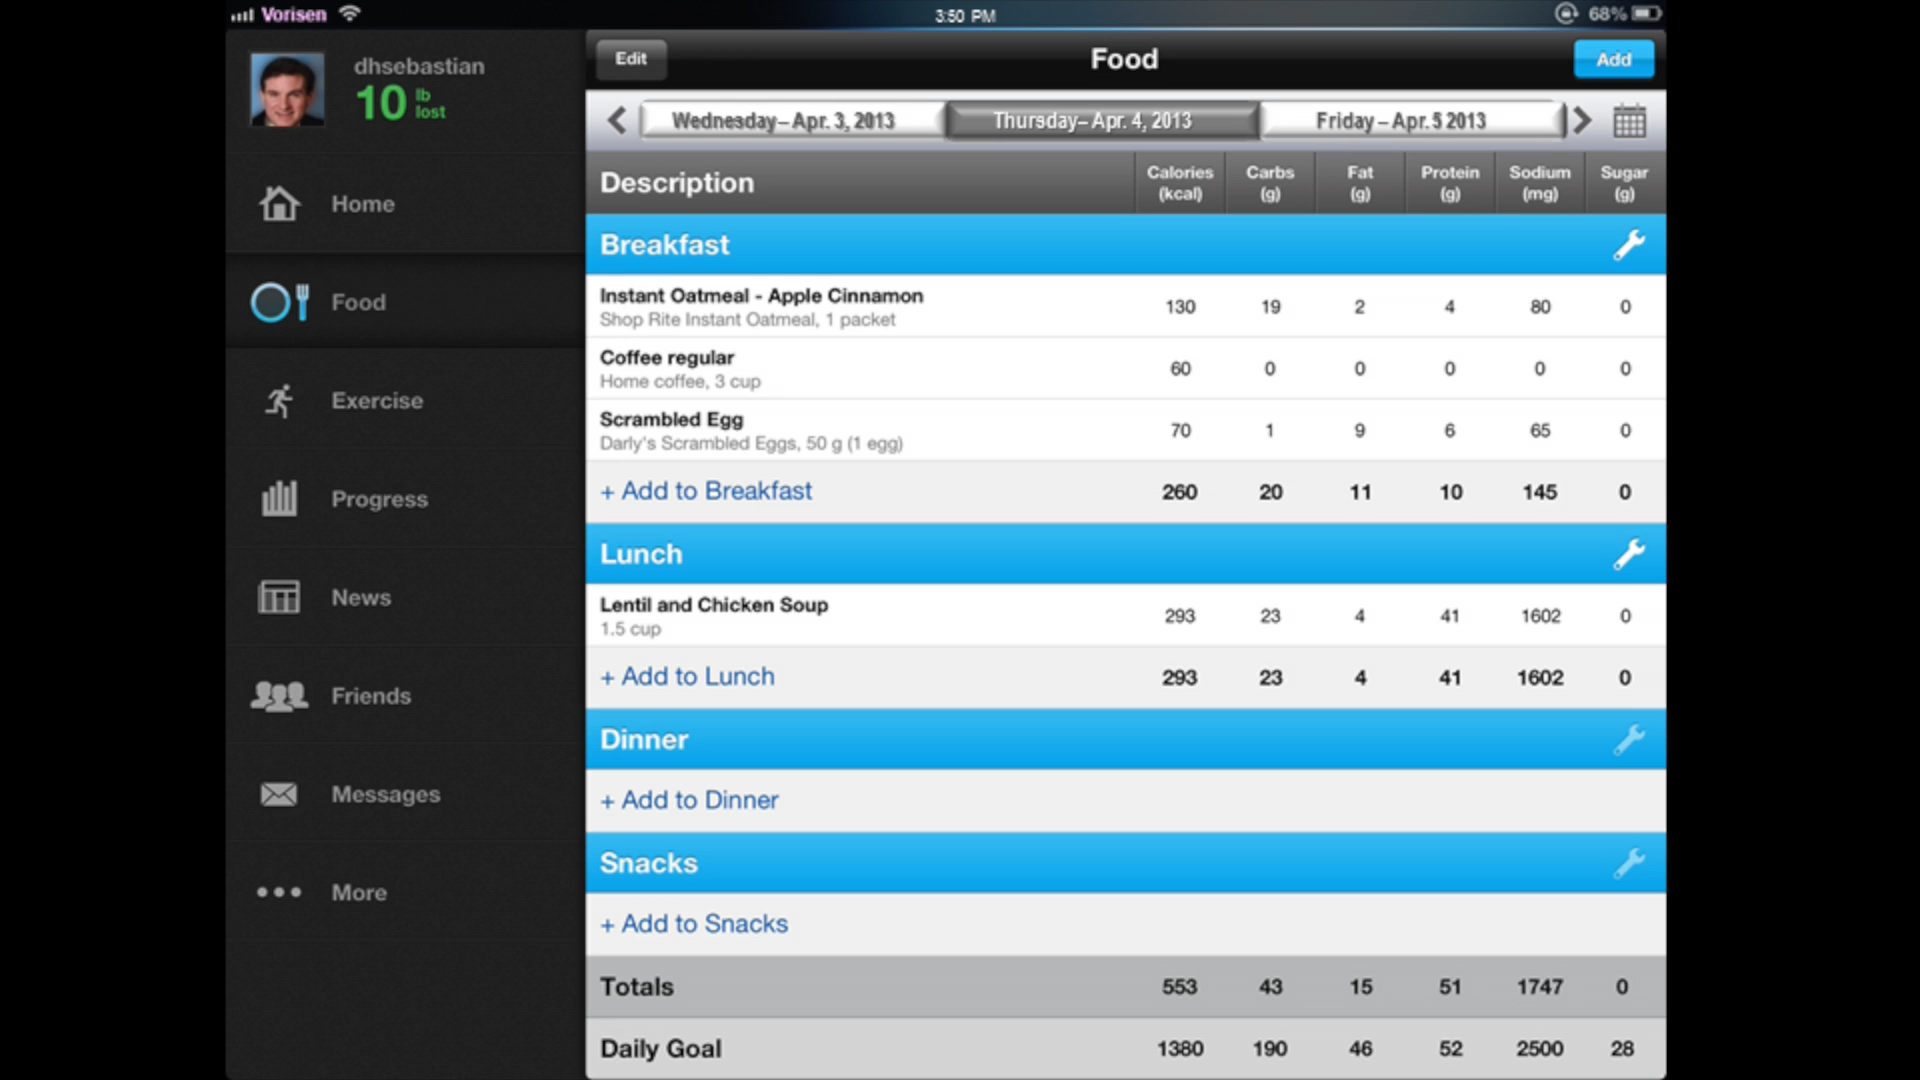 Vorisen 3:50 PM 68%
dhsebastian
10 lb lost
Home
Food
Exercise
Progress
News
Friends
Messages
More
Edit Food Add
Wednesday– Apr. 3, 2013 Thursday– Apr. 4, 2013 Friday – Apr. 5 2013
Description Calories (kcal) Carbs (g) Fat (g) Protein (g) Sodium (mg) Sugar (g)
Breakfast
Instant Oatmeal - Apple Cinnamon 130 19 2 4 80 0
Shop Rite Instant Oatmeal, 1 packet
Coffee regular 60 0 0 0 0 0
Home coffee, 3 cup
Scrambled Egg 70 1 9 6 65 0
Darly's Scrambled Eggs, 50 g (1 egg)
+ Add to Breakfast 260 20 11 10 145 0
Lunch
Lentil and Chicken Soup 293 23 4 41 1602 0
1.5 cup
+ Add to Lunch 293 23 4 41 1602 0
Dinner
+ Add to Dinner
Snacks
+ Add to Snacks
Totals 553 43 15 51 1747 0
Daily Goal 1380 190 46 52 2500 28